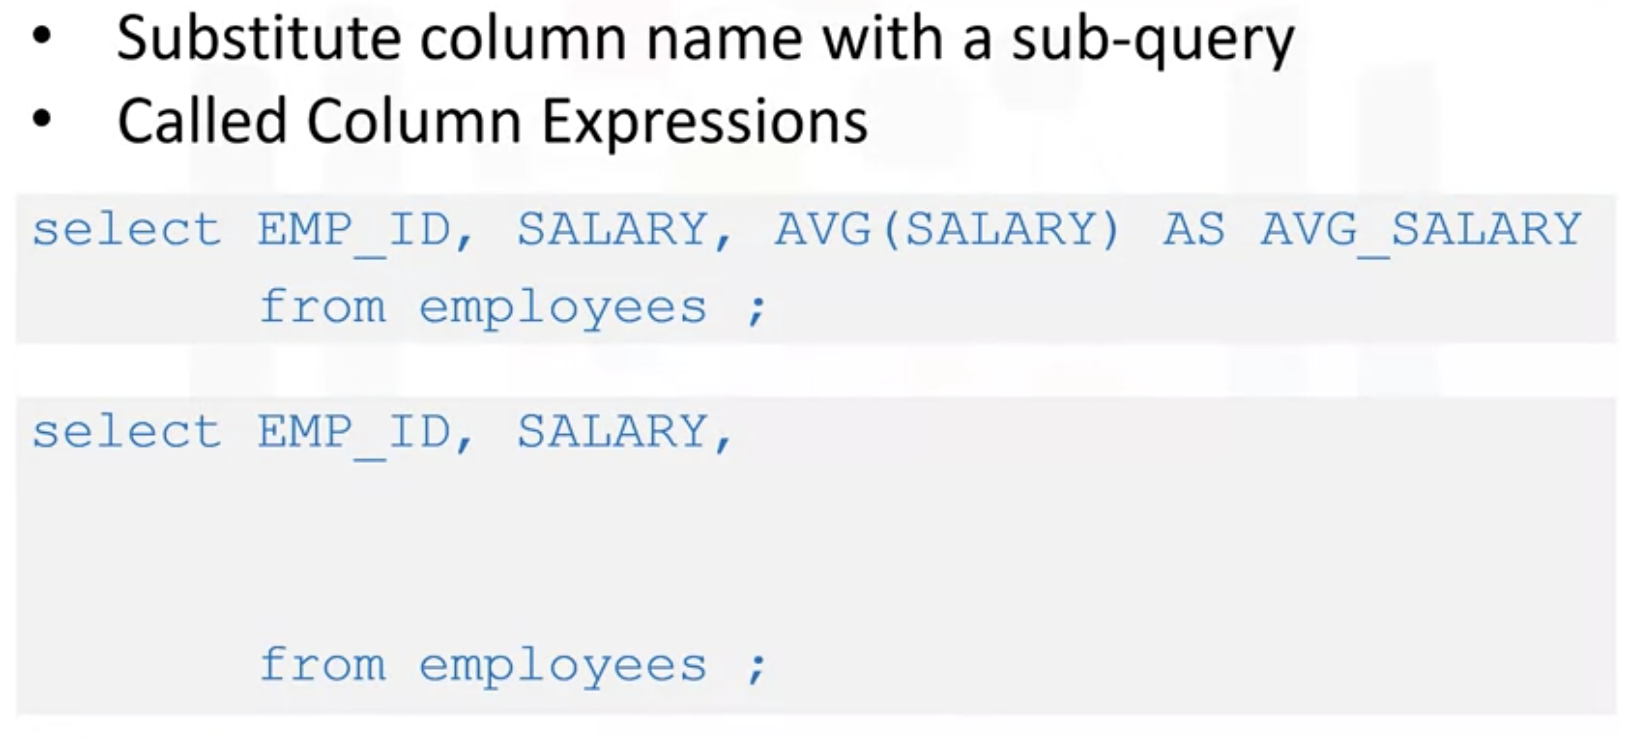 • Substitute column name with a sub-query
• Called Column Expressions
select EMP_ID, SALARY, AVG(SALARY) AS AVG_SALARY
from employees ;
select EMP_ID, SALARY,
from employees ;